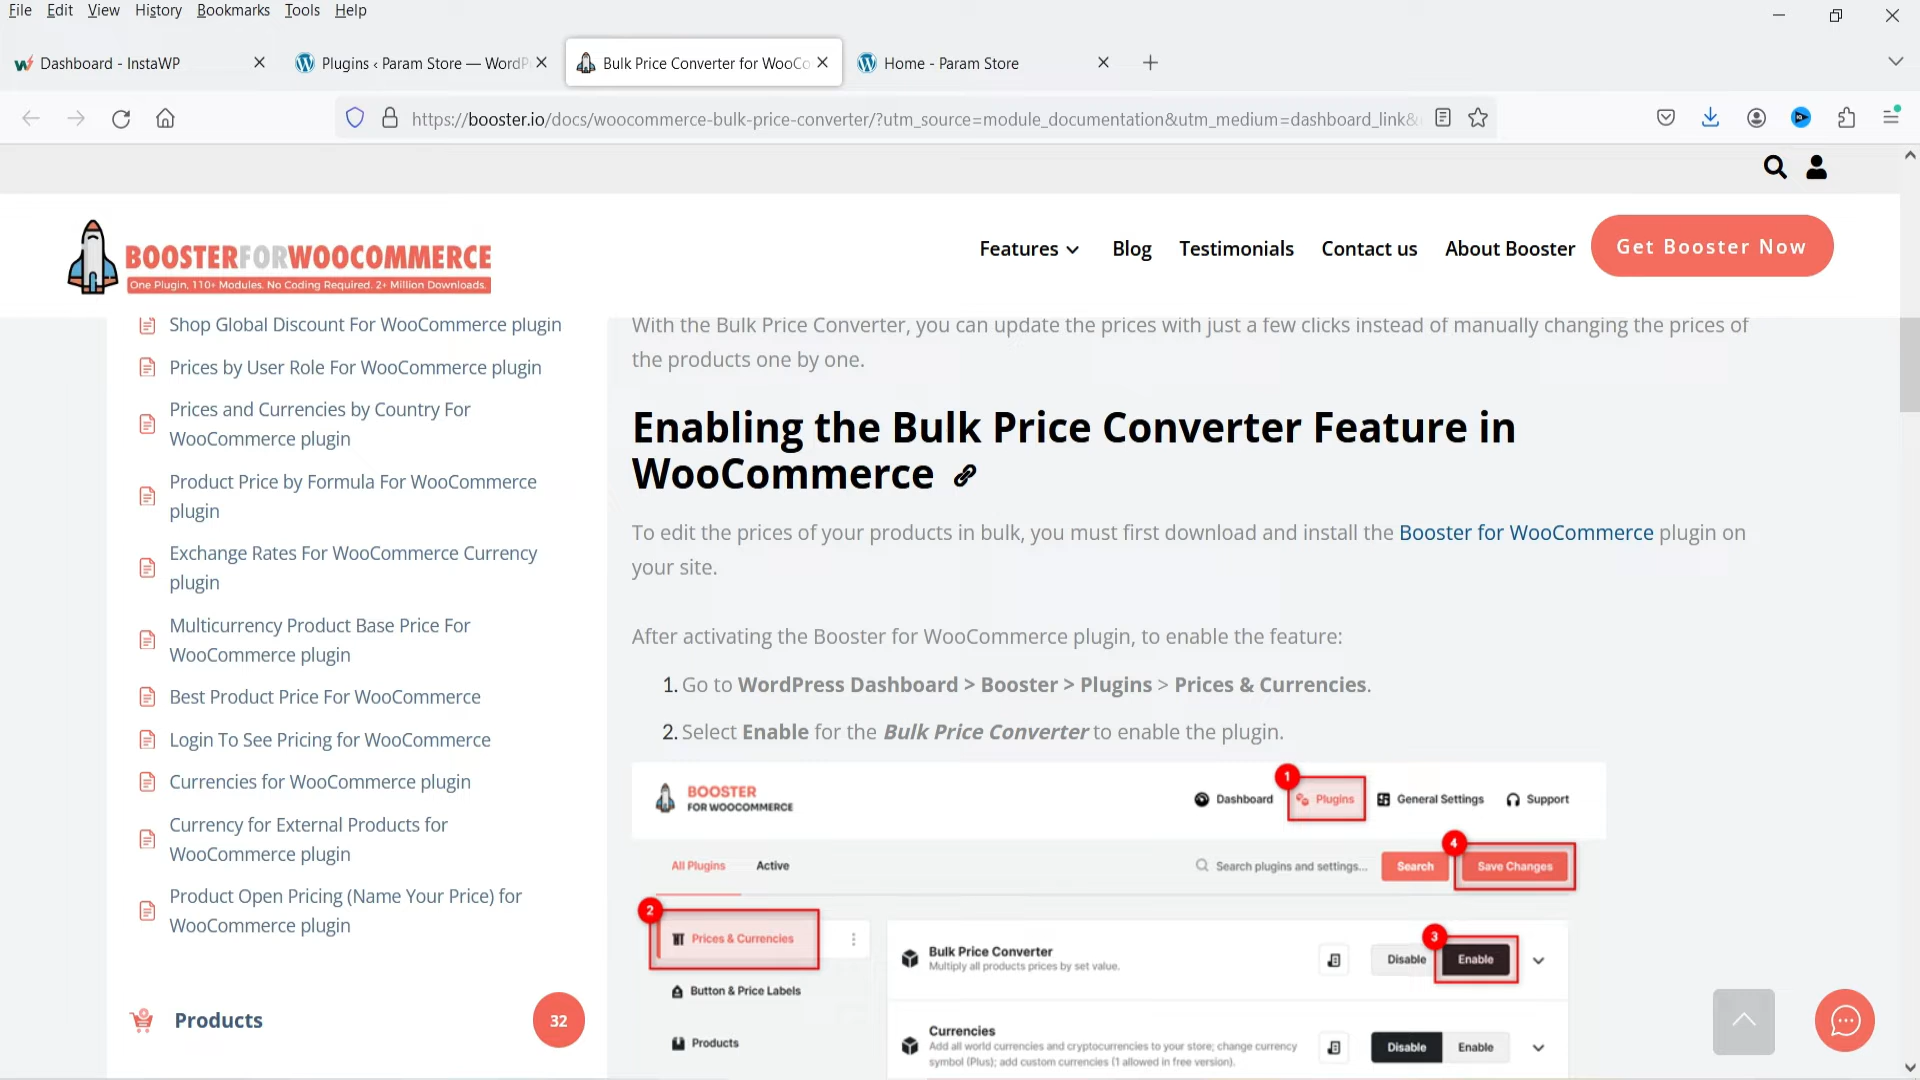 File Edit View History Bookmarks Tools Help
Dashboard - InstaWP
Plugins ‹ Param Store — WordP
Bulk Price Converter for WooCo
Home - Param Store
https://booster.io/docs/woocommerce-bulk-price-converter/?utm_source=module_documentation&utm_medium=dashboard_link&
BOOSTERFORWOOCOMMERCE
One Plugin, 110+ Modules. No Coding Required. 2+ Million Downloads.
Features Blog Testimonials Contact us About Booster Get Booster Now
Shop Global Discount For WooCommerce plugin
Prices by User Role For WooCommerce plugin
Prices and Currencies by Country For
WooCommerce plugin
Product Price by Formula For WooCommerce
plugin
Exchange Rates For WooCommerce Currency
plugin
Multicurrency Product Base Price For
WooCommerce plugin
Best Product Price For WooCommerce
Login To See Pricing for WooCommerce
Currencies for WooCommerce plugin
Currency for External Products for
WooCommerce plugin
Product Open Pricing (Name Your Price) for
WooCommerce plugin
Products 32
With the Bulk Price Converter, you can update the prices with just a few clicks instead of manually changing the prices of
the products one by one.
Enabling the Bulk Price Converter Feature in
WooCommerce
To edit the prices of your products in bulk, you must first download and install the Booster for WooCommerce plugin on
your site.
After activating the Booster for WooCommerce plugin, to enable the feature:
1. Go to WordPress Dashboard > Booster > Plugins > Prices & Currencies.
2. Select Enable for the Bulk Price Converter to enable the plugin.
BOOSTER
FOR WOOCOMMERCE
Dashboard 1 Plugins General Settings Support
All Plugins Active Search plugins and settings... Search 4 Save Changes
2 Prices & Currencies
Button & Price Labels
Products
Bulk Price Converter
Multiply all products prices by set value.
Disable 3 Enable
Currencies
Add all world currencies and cryptocurrencies to your store; change currency
symbol (Plus); add custom currencies (1 allowed in free version).
Disable Enable